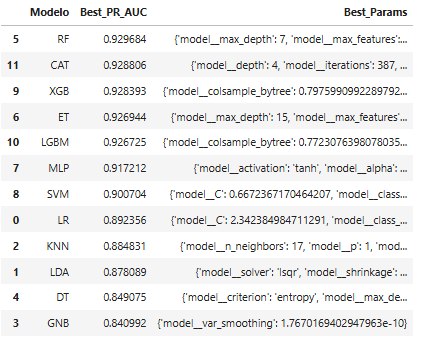 Modelo Best_PR_AUC Best_Params
5 RF 0.929684 {'model__max_depth': 7, 'model__max_features':...
11 CAT 0.928806 {'model__depth': 4, 'model__iterations': 387, ...
9 XGB 0.928393 {'model__colsample_bytree': 0.7975990992289792...
6 ET 0.926944 {'model__max_depth': 15, 'model__max_features'...
10 LGBM 0.926725 {'model__colsample_bytree': 0.7723076398078035...
7 MLP 0.917212 {'model__activation': 'tanh', 'model__alpha': ...
8 SVM 0.900704 {'model__C': 0.6672367170464207, 'model__class...
0 LR 0.892356 {'model__C': 2.342384984711291, 'model__class_...
2 KNN 0.884831 {'model__n_neighbors': 17, 'model__p': 1, 'mod...
1 LDA 0.878089 {'model__solver': 'lsqr', 'model__shrinkage': ...
4 DT 0.849075 {'model__criterion': 'entropy', 'model__max_de...
3 GNB 0.840992 {'model__var_smoothing': 1.7670169402947963e-10}